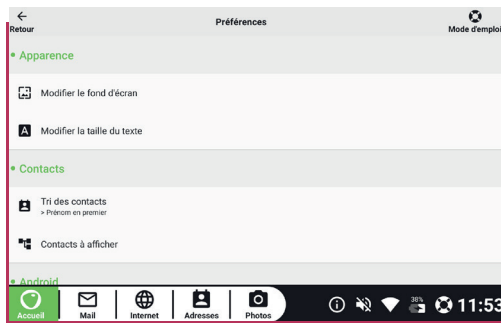 Préférences
Retour
Mode d'emploi
• Apparence
Modifier le fond d'écran
A Modifier la taille du texte
• Contacts
Tri des contacts
> Prénom en premier
Contacts à afficher
• Android
Accueil
Mail
Internet
Adresses
Photos
38%
11:53